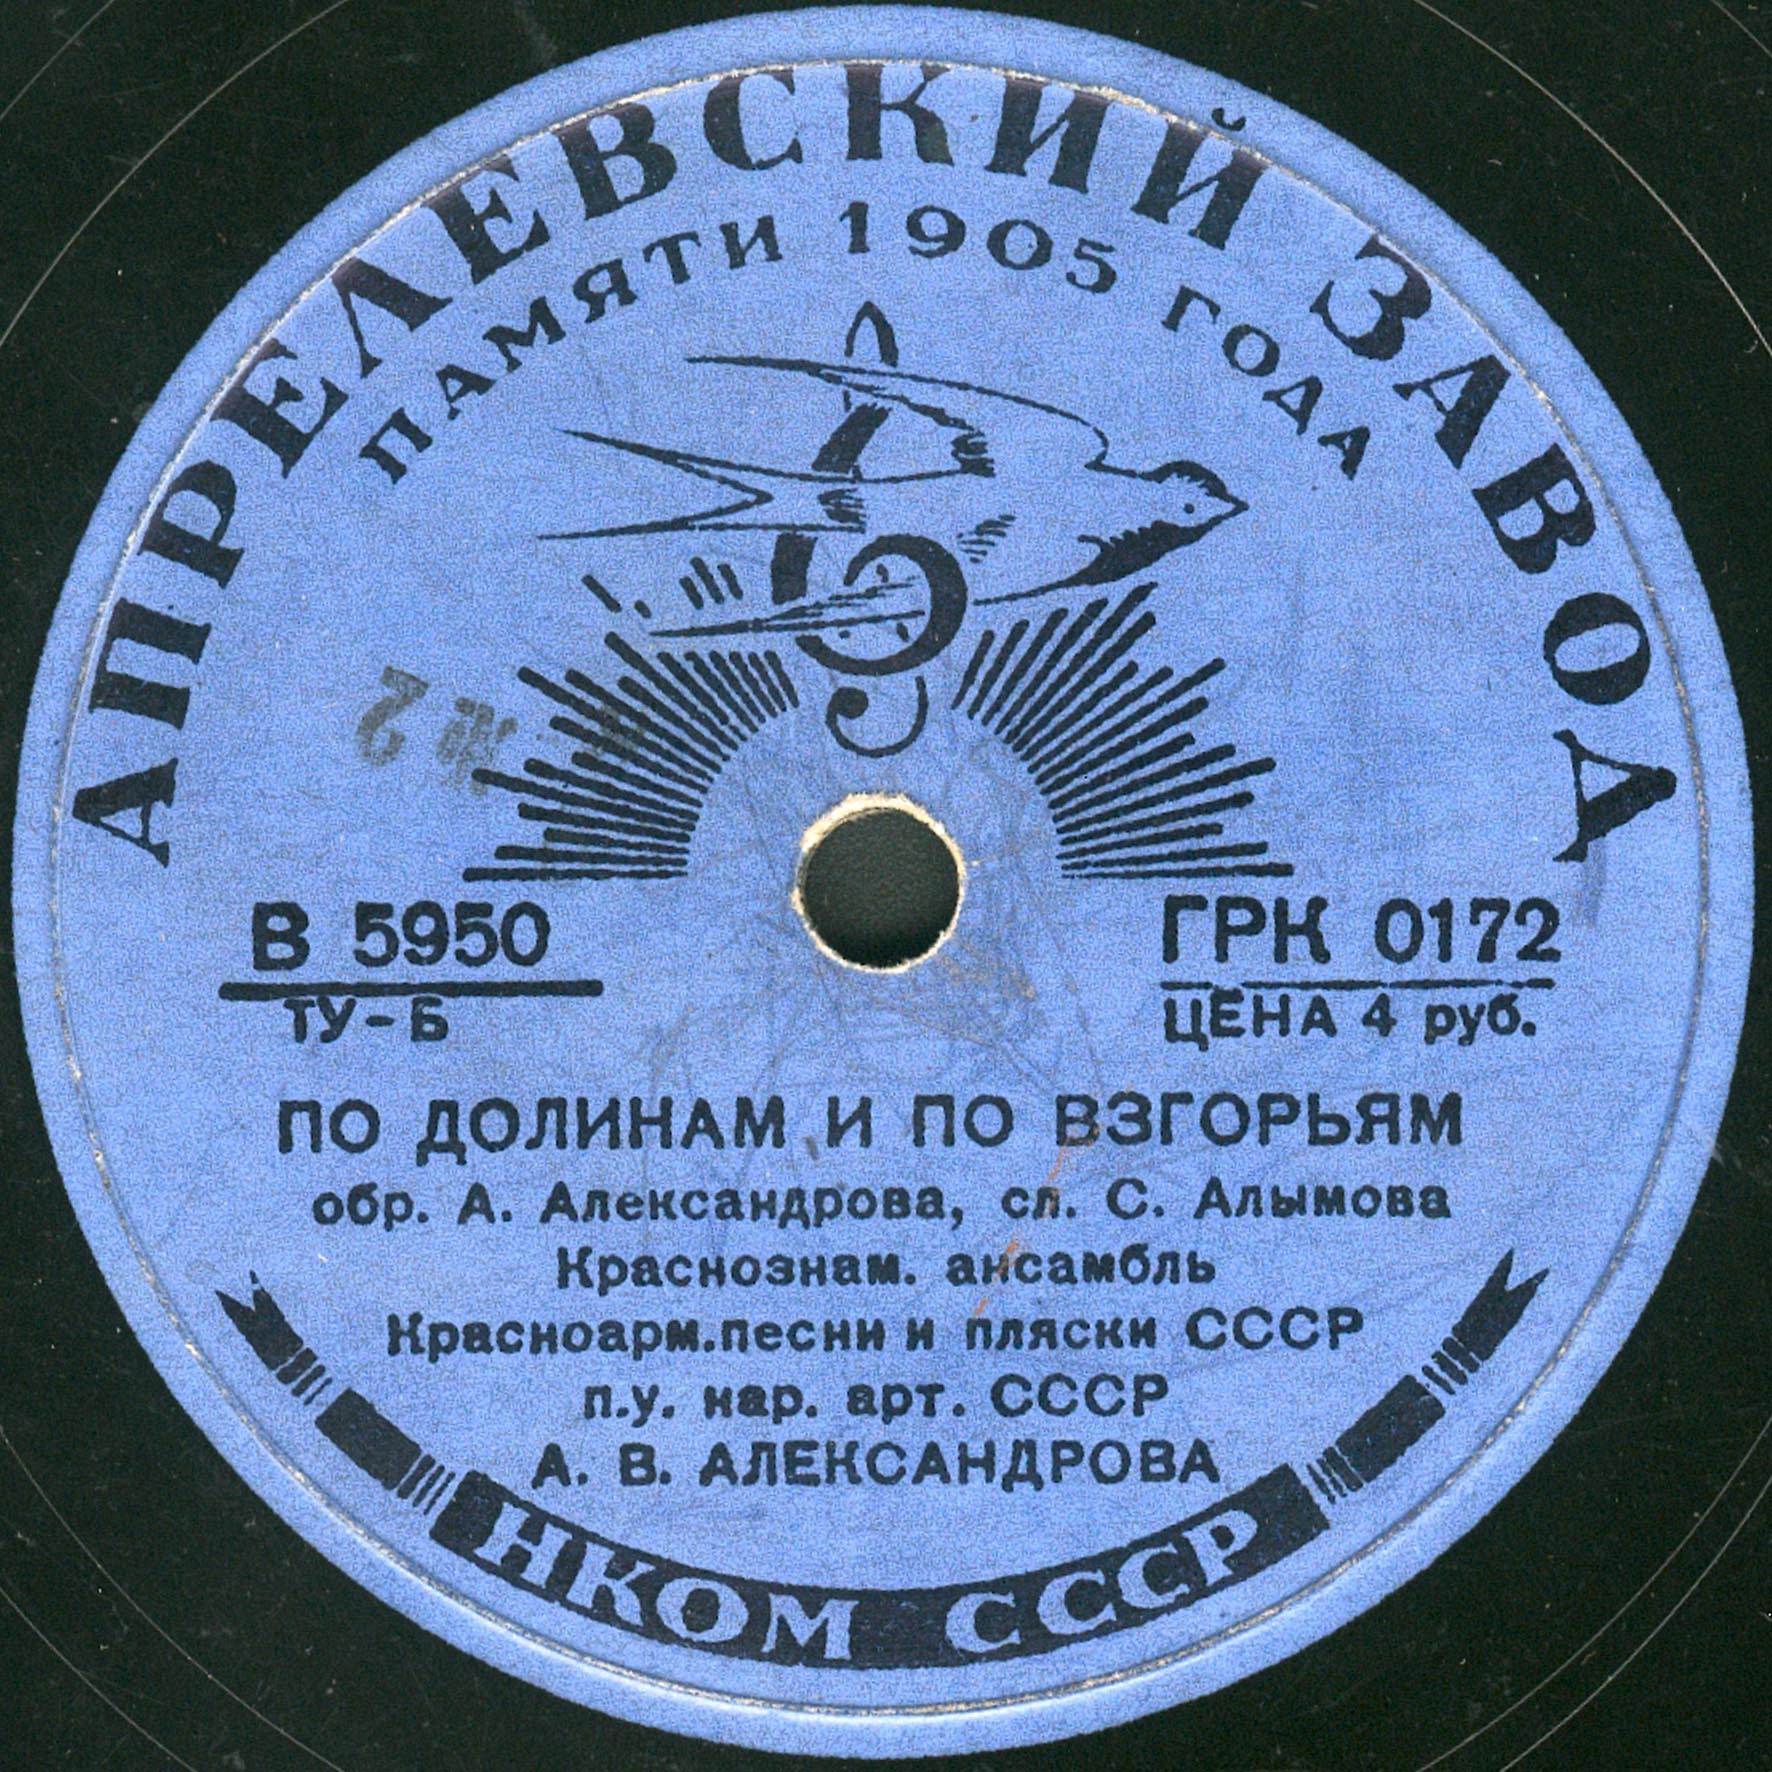 АПРЕЛЕВСКИЙ ЗАВОД
ПАМЯТИ 1905 ГОДА
В 5950
ТУ-Б
ГРК 0172
ЦЕНА 4 руб.
ПО ДОЛИНАМ И ПО ВЗГОРЬЯМ
обр. А. Александрова, сл. С. Алымова
Краснознам. ансамбль
Красноарм.песни и пляски СССР
п.у. нар. арт. СССР
А. В. АЛЕКСАНДРОВА
НКОМ СССР